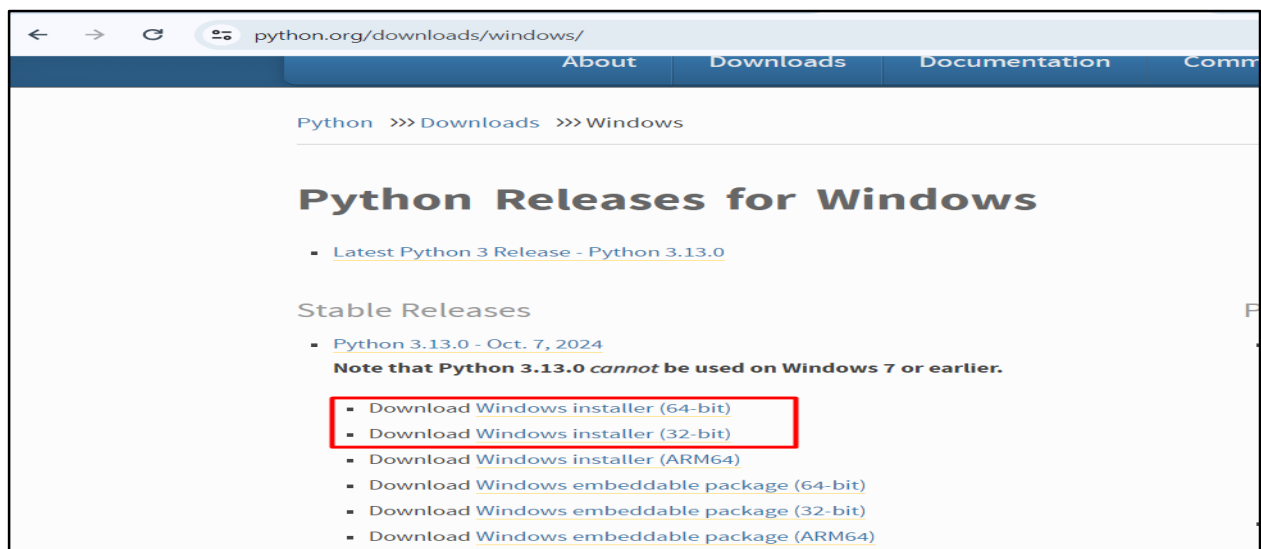 python.org/downloads/windows/
About Downloads Documentation
Python >>> Downloads >>> Windows
Python Releases for Windows
Latest Python 3 Release - Python 3.13.0
Stable Releases
Python 3.13.0 - Oct. 7, 2024
Note that Python 3.13.0 cannot be used on Windows 7 or earlier.
Download Windows installer (64-bit)
Download Windows installer (32-bit)
Download Windows installer (ARM64)
Download Windows embeddable package (64-bit)
Download Windows embeddable package (32-bit)
Download Windows embeddable package (ARM64)